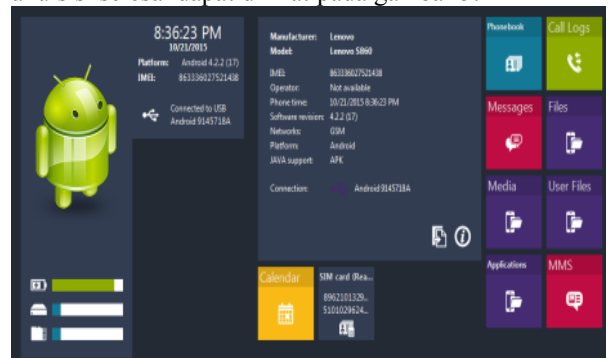 8:36:23 PM
10/21/2015
Platform: Android 4.2.2 (17)
IMEI: 863336027521438
Connected to USB
Android 9145718A
Manufacturer: Lenovo
Model: Lenovo S860
IMEI: 863336027521438
Operator: Not available
Phone time: 10/21/2015 8:36:23 PM
Software revision: 4.2.2 (17)
Networks: GSM
Platform: Android
JAVA support: APK
Connection: Android 9145718A
Phonebook
Call Logs
Messages
Files
Media
User Files
Applications
MMS
Calendar
SIM card (Rea...
8962101329...
5101029624...